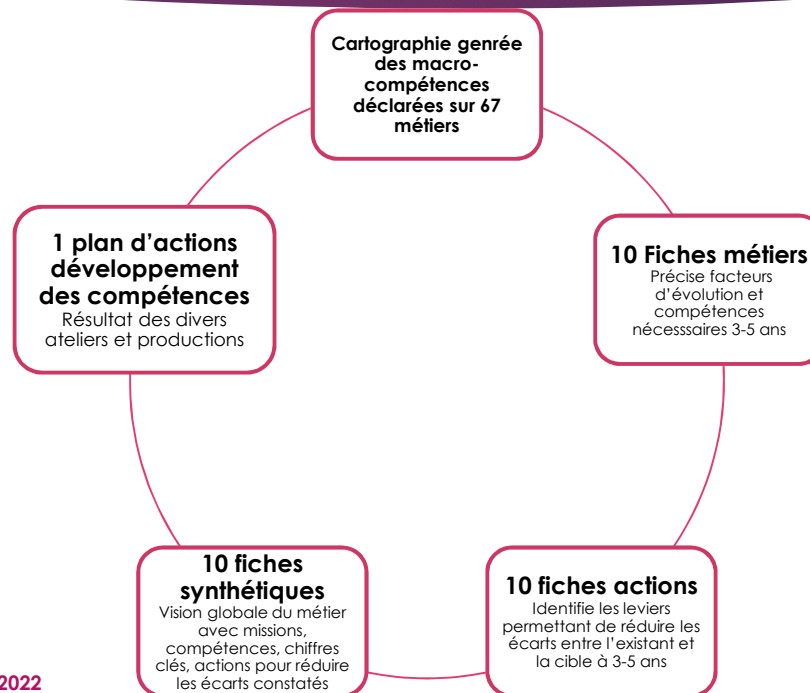 Cartographie genrée
des macro-
compétences
déclarées sur 67
métiers
1 plan d’actions
développement
des compétences
Résultat des divers
ateliers et productions
10 Fiches métiers
Précise facteurs
d’évolution et
compétences
nécesssaires 3-5 ans
10 fiches
synthétiques
Vision globale du métier
avec missions,
compétences, chiffres
clés, actions pour réduire
les écarts constatés
10 fiches actions
Identifie les leviers
permettant de réduire les
écarts entre l’existant et
la cible à 3-5 ans
2022